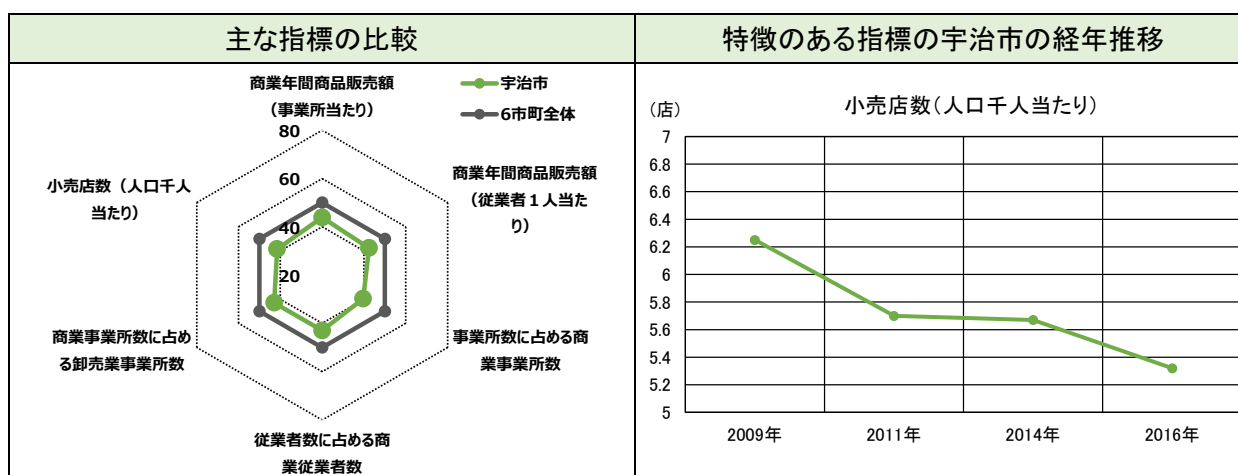 主な指標の比較
特徴のある指標の宇治市の経年推移
商業年間商品販売額
（事業所当たり）
宇治市
6市町全体
80
60
40
20
商業年間商品販売額
（従業者１人当た
り）
事業所数に占める商
業事業所数
従業者数に占める商
業従業者数
商業事業所数に占め
る卸売業事業所数
小売店数（人口千人
当たり）
小売店数（人口千人当たり）
（店）
7
6.8
6.6
6.4
6.2
6
5.8
5.6
5.4
5.2
5
2009年
2011年
2014年
2016年